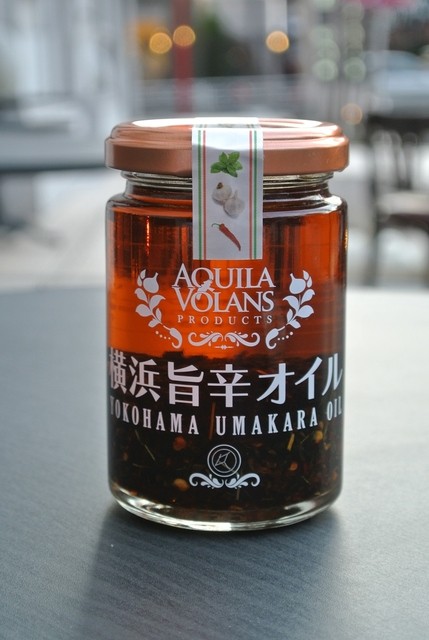 AQUILA
VOLANS
PRODUCTS
横浜旨辛オイル
YOKOHAMA UMAKARA OIL